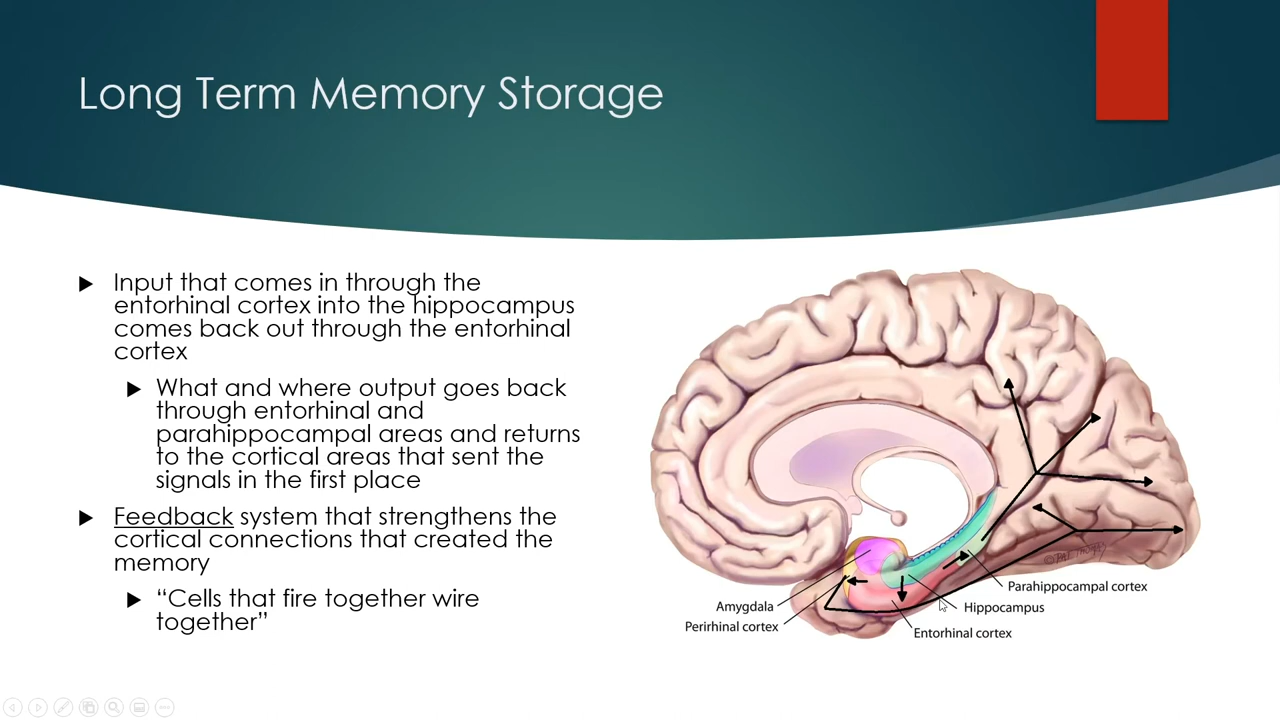 Long Term Memory Storage
Input that comes in through the
entorhinal cortex into the hippocampus
comes back out through the entorhinal
cortex
What and where output goes back
through entorhinal and
parahippocampal areas and returns
to the cortical areas that sent the
signals in the first place
Feedback system that strengthens the
cortical connections that created the
memory
“Cells that fire together wire
together”
Parahippocampal cortex
Amygdala
Hippocampus
Perirhinal cortex
Entorhinal cortex